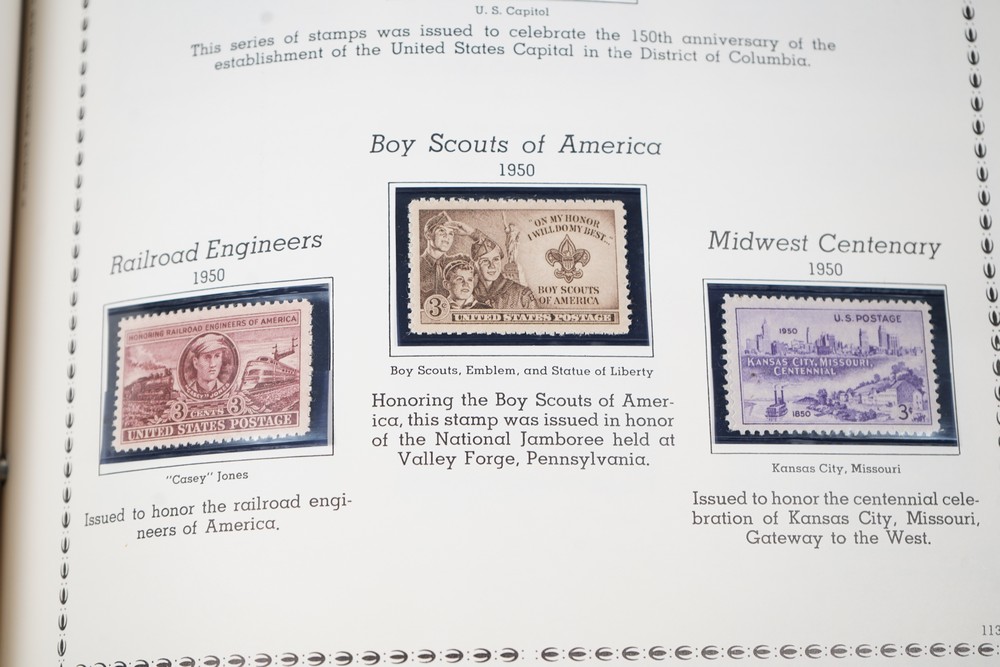 U. S. Capitol
This series of stamps was issued to celebrate the 150th anniversary of the
establishment of the United States Capital in the District of Columbia.
Boy Scouts of America
1950
"ON MY HONOR
I WILL DO MY BEST..."
BOY SCOUTS
OF AMERICA
3¢
UNITED STATES POSTAGE
Boy Scouts, Emblem, and Statue of Liberty
Honoring the Boy Scouts of Amer-
ica, this stamp was issued in honor
of the National Jamboree held at
Valley Forge, Pennsylvania.
Railroad Engineers
1950
HONORING RAILROAD ENGINEERS OF AMERICA
CASEY JONES
3 CENTS 3
UNITED STATES POSTAGE
"Casey" Jones
Issued to honor the railroad engi-
neers of America.
Midwest Centenary
1950
U.S. POSTAGE
1950
KANSAS CITY, MISSOURI,
CENTENNIAL
1850
3¢
Kansas City, Missouri
Issued to honor the centennial cele-
bration of Kansas City, Missouri,
Gateway to the West.
113